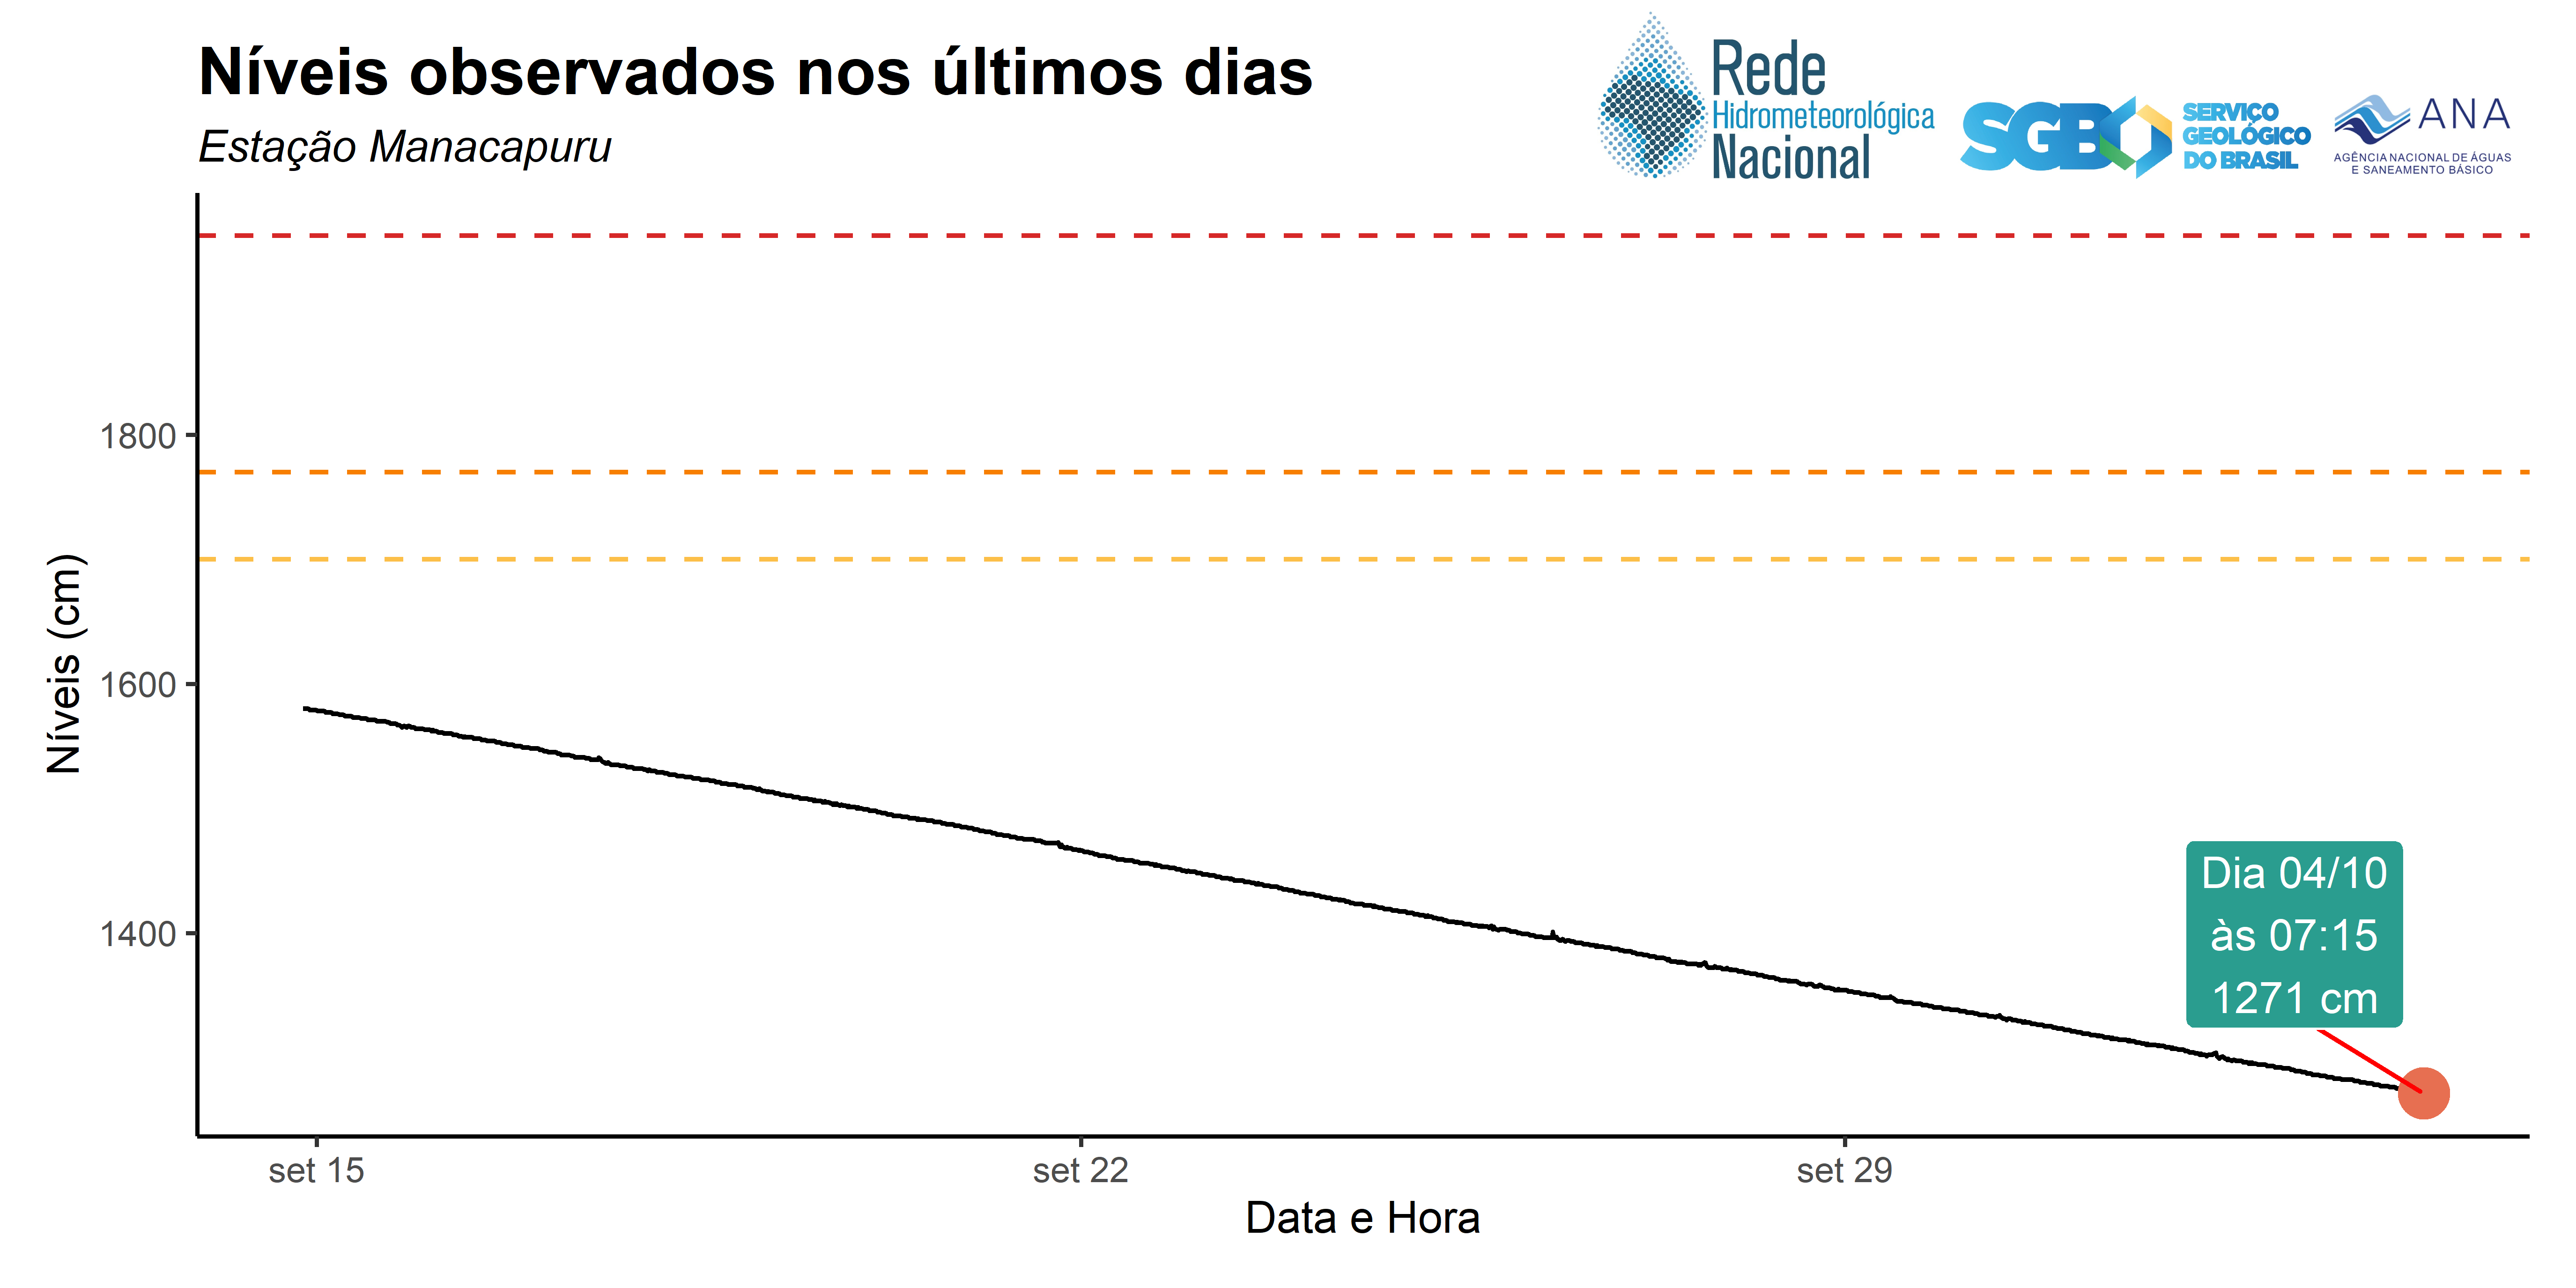 Níveis observados nos últimos dias
Estação Manacapuru
Rede
Hidrometeorológica
Nacional
SGB
SERVIÇO
GEOLÓGICO
DO BRASIL
ANA
AGÊNCIA NACIONAL DE ÁGUAS
E SANEAMENTO BÁSICO
Níveis (cm)
1800
1600
1400
Dia 04/10
às 07:15
1271 cm
set 15
set 22
set 29
Data e Hora